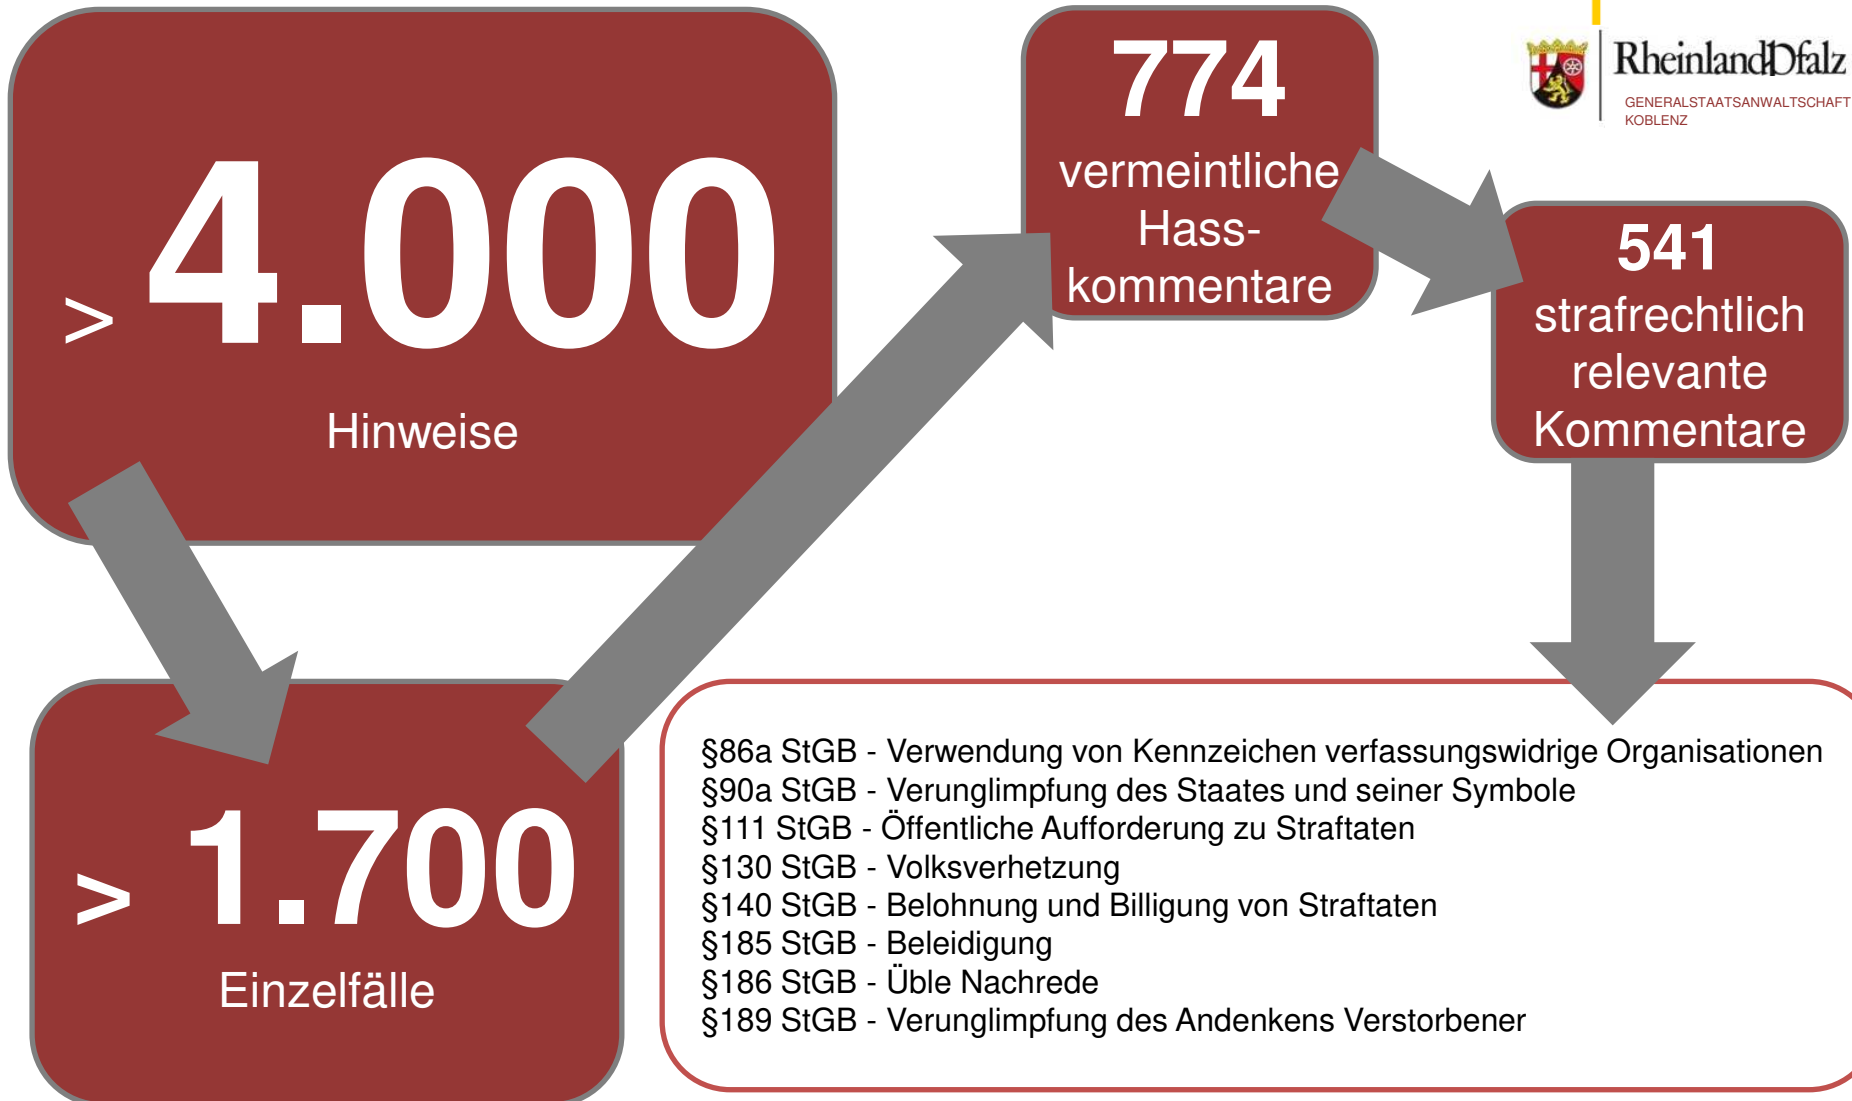 > 4.000
Hinweise
> 1.700
Einzelfälle
774
vermeintliche
Hass-
kommentare
RheinlandPfalz
GENERALSTAATSANWALTSCHAFT
KOBLENZ
541
strafrechtlich
relevante
Kommentare
§86a StGB - Verwendung von Kennzeichen verfassungswidrige Organisationen
§90a StGB - Verunglimpfung des Staates und seiner Symbole
§111 StGB - Öffentliche Aufforderung zu Straftaten
§130 StGB - Volksverhetzung
§140 StGB - Belohnung und Billigung von Straftaten
§185 StGB - Beleidigung
§186 StGB - Üble Nachrede
§189 StGB - Verunglimpfung des Andenkens Verstorbener